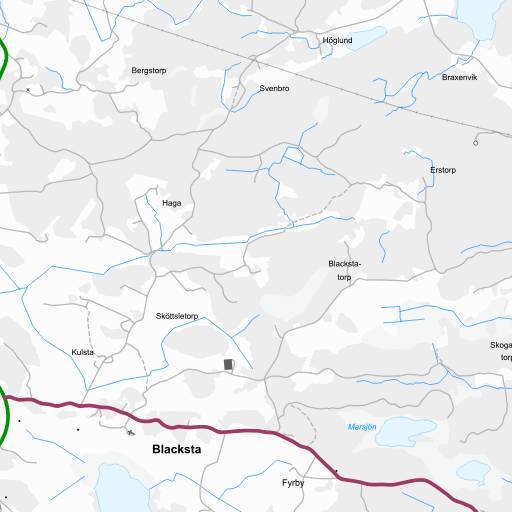 Höglund
Bergstorp
Braxenvik
Svenbro
Erstorp
Haga
Blacksta-
torp
Sköttsletorp
Skoga
torp
Kulsta
Marsjön
Blacksta
Fyrby